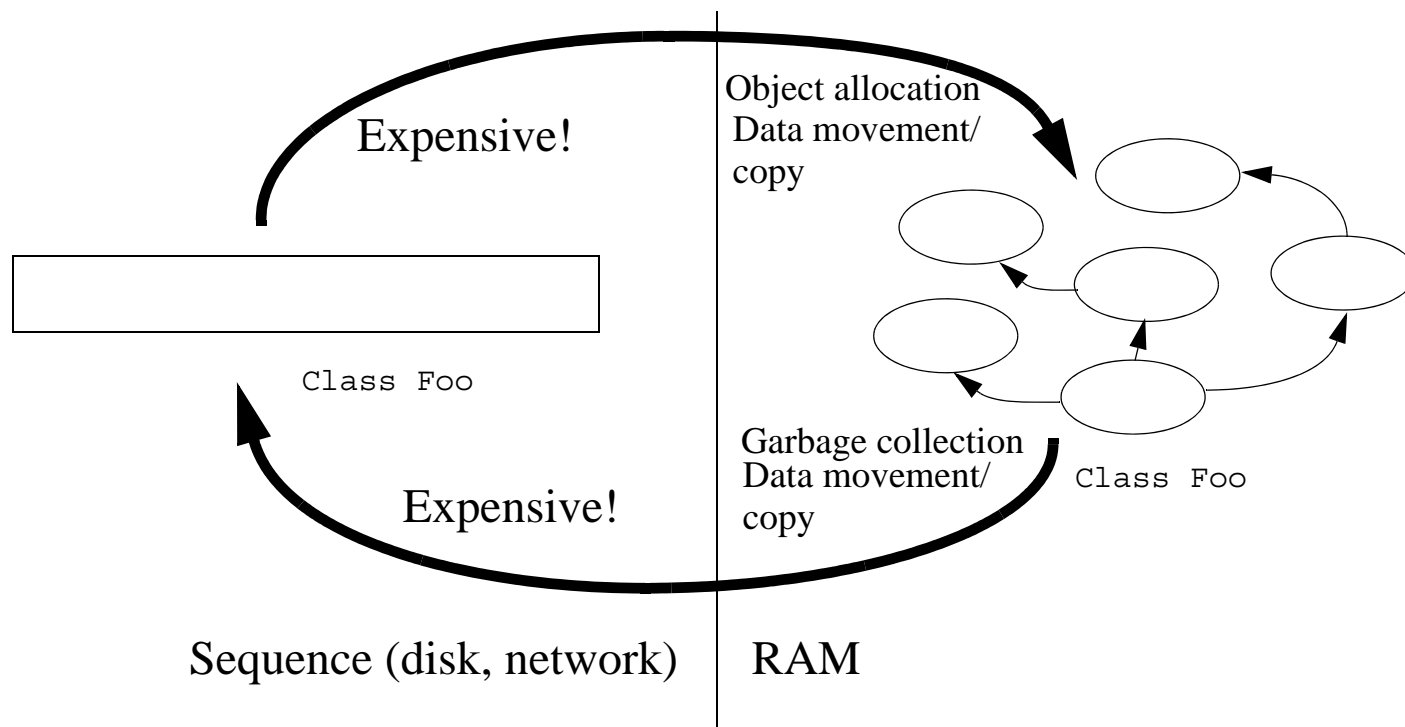 Object allocation
Expensive!
Data movement/
copy
Class Foo
Garbage collection
Data movement/
copy
Class Foo
Expensive!
Sequence (disk, network)
RAM